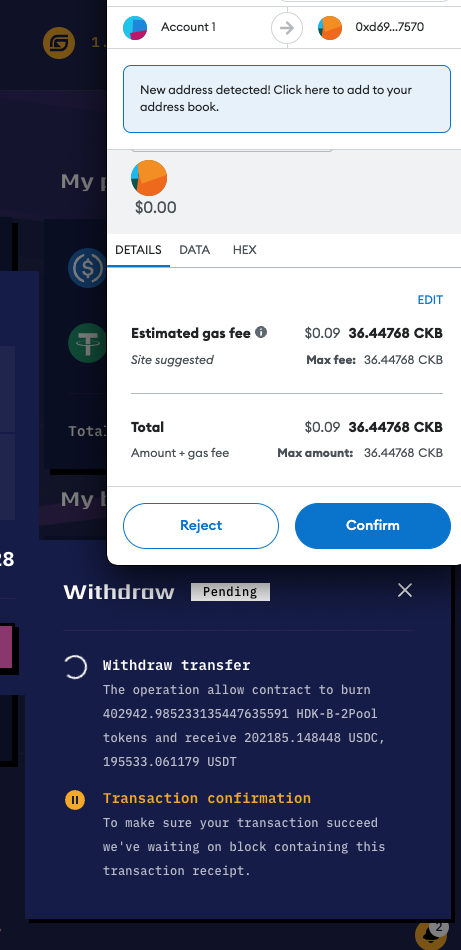 Account 1
0xd69...7570
1.
New address detected! Click here to add to your
address book.
My p
$0.00
DETAILS DATA HEX
EDIT
Estimated gas fee $0.09 36.44768 CKB
Site suggested Max fee: 36.44768 CKB
Total $0.09 36.44768 CKB
Amount + gas fee Max amount: 36.44768 CKB
Total
My b
Reject Confirm
28
Withdraw Pending
Withdraw transfer
The operation allow contract to burn
402942.985233135447635591 HDK-B-2Pool
tokens and receive 202185.148448 USDC,
195533.061179 USDT
Transaction confirmation
To make sure your transaction succeed
we've waiting on block containing this
transaction receipt.
2